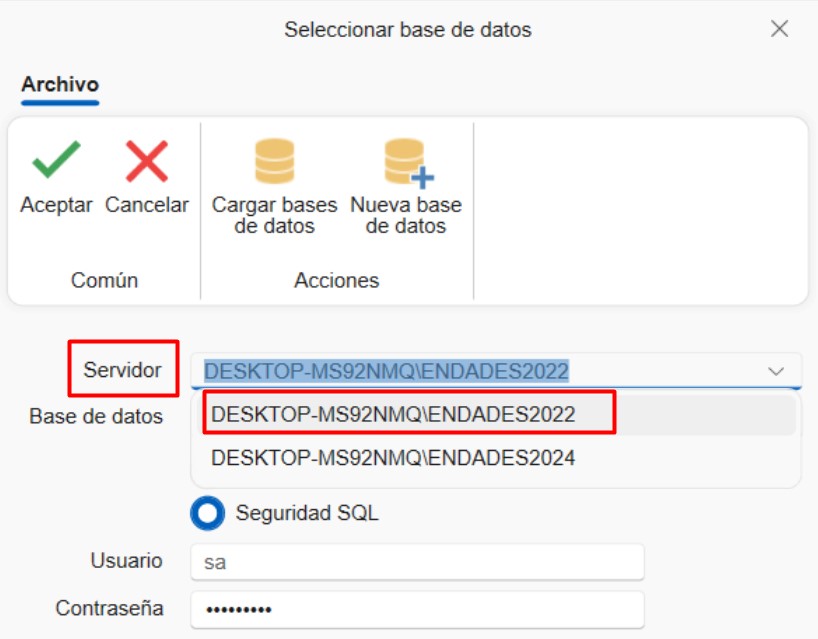 Seleccionar base de datos
Archivo
Aceptar
Cancelar
Cargar bases
de datos
Nueva base
de datos
Común
Acciones
Servidor
DESKTOP-MS92NMQ\ENDADES2022
Base de datos
DESKTOP-MS92NMQ\ENDADES2022
DESKTOP-MS92NMQ\ENDADES2024
Seguridad SQL
Usuario
sa
Contraseña
•••••••••